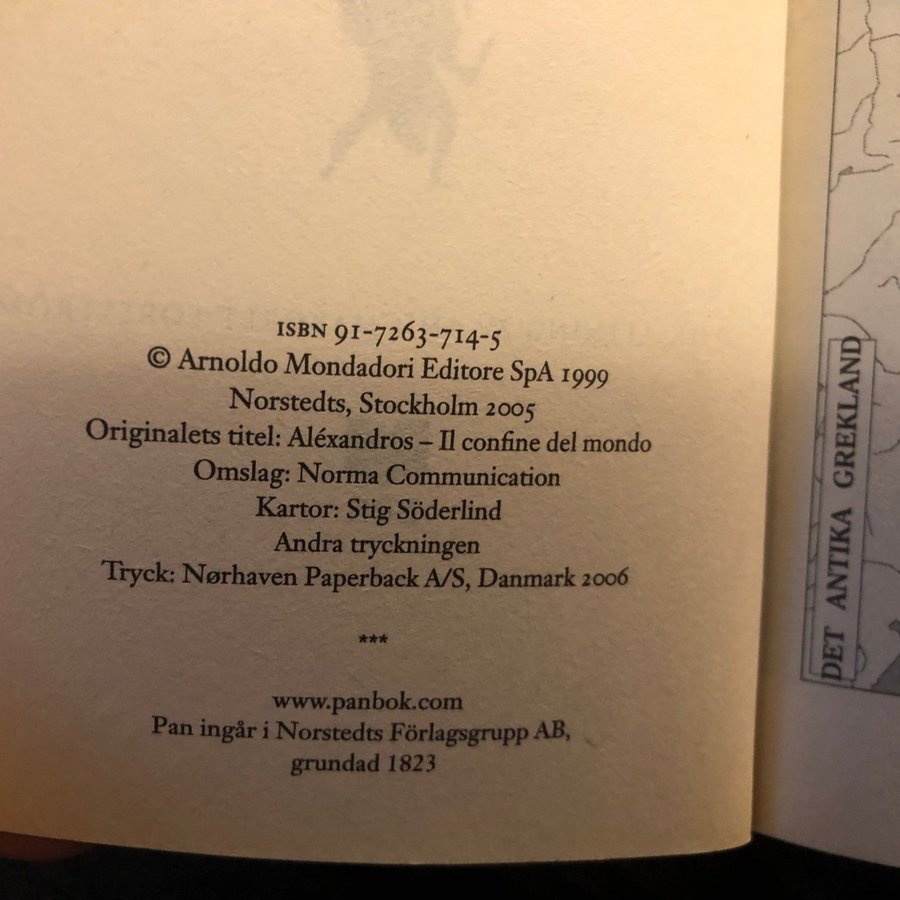 ISBN 91-7263-714-5
© Arnoldo Mondadori Editore SpA 1999
Norstedts, Stockholm 2005
Originalets titel: Aléxandros – Il confine del mondo
Omslag: Norma Communication
Kartor: Stig Söderlind
Andra tryckningen
Tryck: Nørhaven Paperback A/S, Danmark 2006
***
www.panbok.com
Pan ingår i Norstedts Förlagsgrupp AB,
grundad 1823
DET ANTIKA GREKLAND